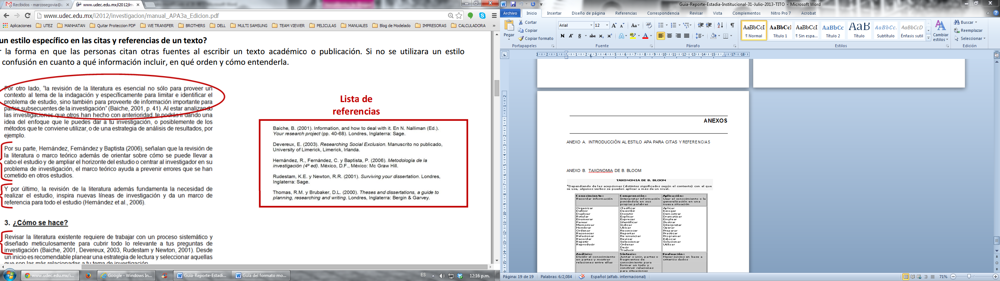 Recibidos - marcosegovia@u
www.udec.edu.mx/i2012/inv
www.udec.edu.mx/i2012/investigacion/manual_APA3a_Edicion.pdf
Aplicaciones UTEZ MANHATAN Quitar Proteccion PDF WE TRANSFER BROTHERS DELL MULTI SAMSUNG TEAM VIEWER PELICULAS MANUALES Blog de Modelado IMPRESORAS CALCULADORA »
un estilo específico en las citas y referencias de un texto?
r la forma en que las personas citan otras fuentes al escribir un texto académico o publicación. Si no se utilizara un estilo
confusión en cuanto a qué información incluir, en qué orden y cómo entenderla.
Por otro lado, "la revisión de la literatura es esencial no sólo para proveer un
contexto al tema de la indagación y específicamente para limitar e identificar el
problema de estudio, sino también para proveerte de información importante para
partes subsecuentes de la investigación" (Baiche, 2001, p. 41). Al estar analizando
las investigaciones que otros han hecho con anterioridad, te podrás ir dando una
idea del enfoque que le puedes dar a tu investigación, o posiblemente de los
métodos que te conviene utilizar, o de una estrategia de análisis de resultados, por
ejemplo.
Por su parte, Hernández, Fernández y Baptista (2006), señalan que la revisión de
la literatura o marco teórico además de orientar sobre cómo se puede llevar a
cabo el estudio y de ampliar el horizonte del estudio o centrar al investigador en su
problema de investigación, el marco teórico ayuda a prevenir errores que se han
cometido en otros estudios.
Y por último, la revisión de la literatura además fundamenta la necesidad de
realizar el estudio, inspira nuevas líneas de investigación y da un marco de
referencia para todo el estudio (Hernández et al., 2006).
3. ¿Cómo se hace?
Revisar la literatura existente requiere de trabajar con un proceso sistemático y
diseñado meticulosamente para cubrir todo lo relevante a tus preguntas de
investigación (Baiche, 2001, Devereux, 2003, Rudestam y Newton, 2001). Desde
un inicio es recomendable planear una estrategia de lectura y seleccionar aquellas
que son las más relacionadas a tu tema de investigación.
Lista de
referencias
Baiche, B. (2001). Information, and how to deal with it. En N. Nalliman (Ed.).
Your research project (pp. 40-68). Londres, Inglaterra: Sage.
Devereux, E. (2003). Researching Social Exclusion. Manuscrito no publicado,
University of Limerick, Limerick, Irlanda.
Hernández, R., Fernández, C. y Baptista, P. (2006). Metodología de la
investigación (4ª ed). México, D.F., México: Mc Graw Hill.
Rudestam, K.E. y Newton, R.R. (2001). Surviving your dissertation. Londres,
Inglaterra: Sage.
Thomas, R.M. y Brubaker, D.L. (2000). Theses and dissertations, a guide to
planning, researching and writing. Londres, Inglaterra: Bergin & Garvey.
www.udec.edu.mx/i...
Google - Windows In...
Guia-Reporte-Estadi...
Guía del formato mo...
ES
12:16 p.m.
Guia-Reporte-Estadia-Institucional-31-Julio-2013-TITO - Microsoft Word
Archivo Inicio Insertar Diseño de página Referencias Correspondencia Revisar Vista Complementos Nitro Pro 7 Acrobat
Pegar
Cortar
Copiar
Copiar formato
Portapapeles
Arial 12
N K S abc x₂ x²
Fuente
Párrafo
AaBbCcI AaBbCcI AaBbCcI AaBbCc AaB AaBbCc. AaBbCcD
¶ Normal Título 1 ¶ Sin espa... Título 2 Título Subtítulo Énfasis sutil
Cambiar
estilos
Estilos
Buscar
Reemplazar
Seleccionar
Edición
ANEXOS
ANEXO A. INTRODUCCIÓN AL ESTILO APA PARA CITAS Y REFERENCIAS
ANEXO B. TAXONOMIA DE B. BLOOM
TAXONOMIA DE B. BLOOM
*Dependiendo de las acepciones (distintos significados según el contexto) con el que
se use, algunos verbos se pueden aplicar a más de un nivel.
Conocimiento:
Recordar información
Comprensión:
Interpretar información
poniéndola en sus
propias palabras
Aplicación:
Usar el conocimiento o la
generalización en una
nueva situación
Organizar
Definir
Duplicar
Rotular
Enumerar
Parear
Memorizar
Nombrar
Ordenar
Reconocer
Relacionar
Recordar
Repetir
Reproducir
Clasificar
Describir
Discutir
Explicar
Expresar
Identificar
Indicar
Ubicar
Reconocer
Reportar
Re-enunciar
Revisar
Seleccionar
Ordenar
Decir
Traducir
Aplicar
Escoger
Demostrar
Dramatizar
Emplear
Ilustrar
Interpretar
Operar
Preparar
Practicar
Programar
Esbozar
Solucionar
Utilizar
Análisis:
Dividir el conocimiento
en partes y mostrar
relaciones entre ellas
Síntesis:
Juntar o unir, partes o
fragmentos de
conocimiento para
formar un todo y
construir relaciones
para situaciones
Evaluación:
Hacer juicios en base a
criterios dados
Página: 19 de 19 Palabras: 6/2,084 Español (alfab. internacional) 71%